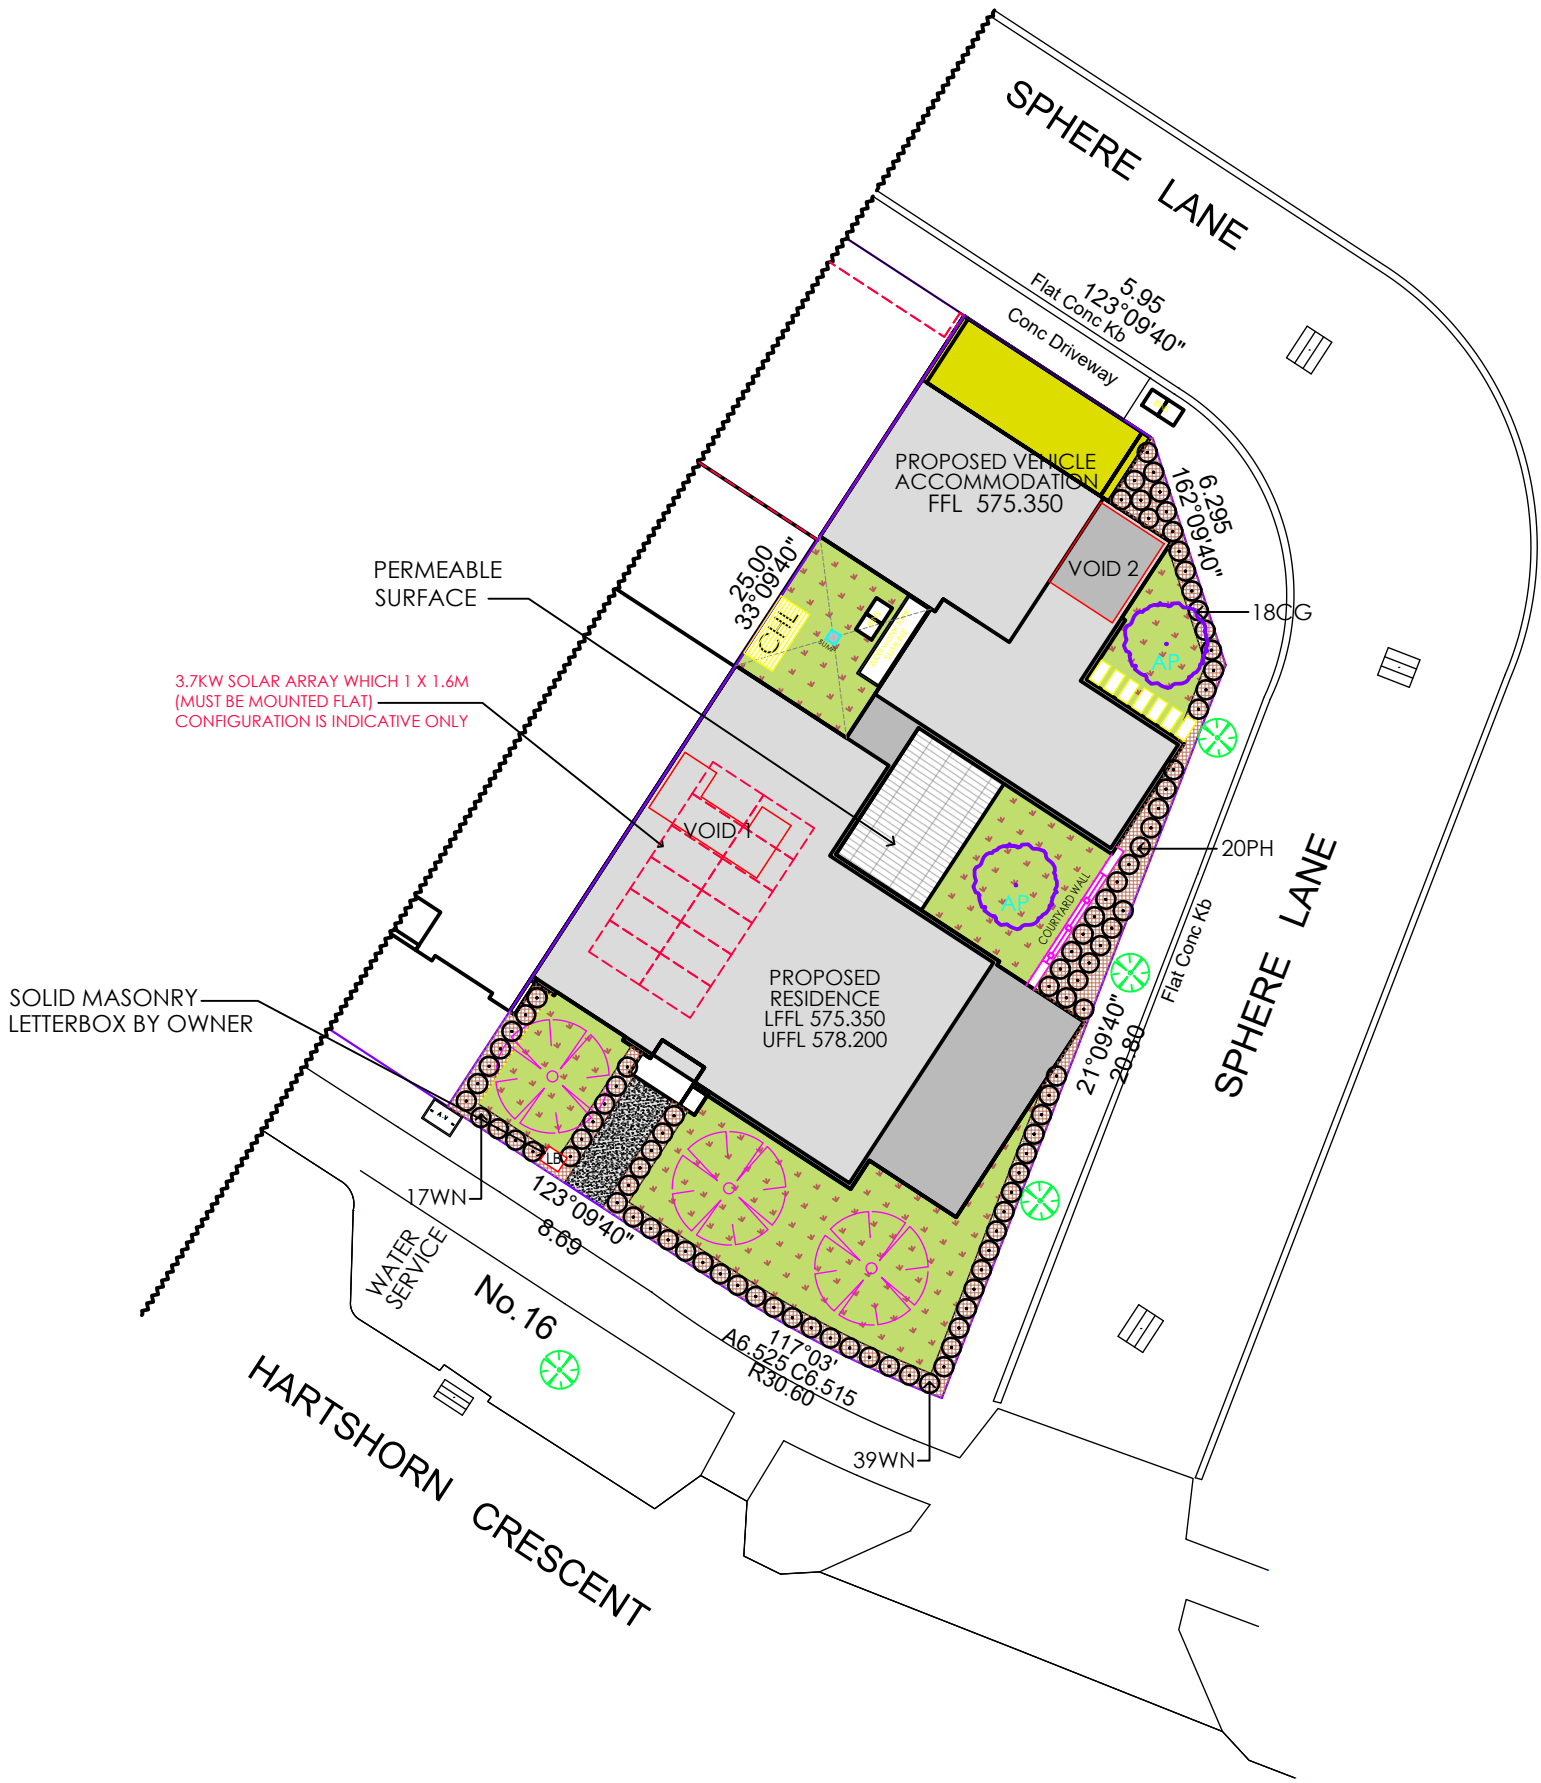 SPHERE LANE
5.95
123°09'40"
Flat Conc Kb
Conc Driveway
6.295
162°09'40"
PROPOSED VEHICLE
ACCOMMODATION
FFL 575.350
VOID 2
25.00
33°09'40"
PERMEABLE
SURFACE
CHL
SUMP
18CG
AP
3.7KW SOLAR ARRAY WHICH 1 X 1.6M
(MUST BE MOUNTED FLAT)
CONFIGURATION IS INDICATIVE ONLY
VOID 1
20PH
AP
COURTYARD WALL
Flat Conc Kb
SPHERE LANE
PROPOSED
RESIDENCE
LFFL 575.350
UFFL 578.200
SOLID MASONRY
LETTERBOX BY OWNER
21°09'40"
20.80
A.V
LB
17WN
123°09'40"
8.69
WATER
SERVICE
No.16
117°03'
A6.525 C6.515
R30.60
39WN
HARTSHORN CRESCENT